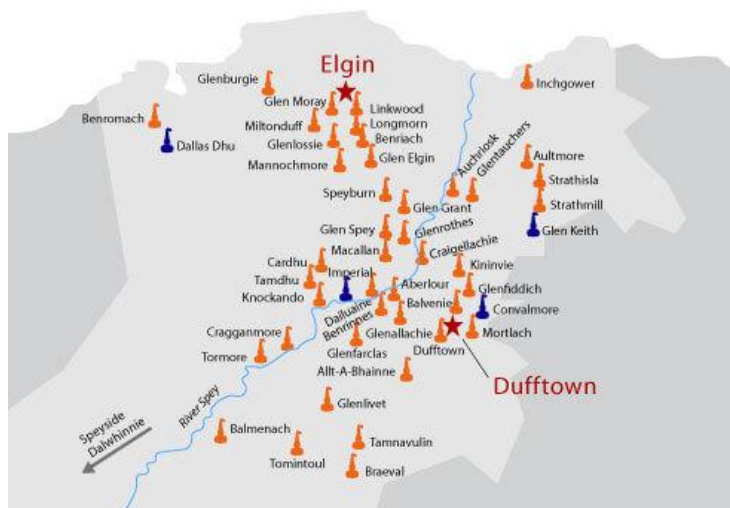 Elgin
Glenburgie
Inchgower
Glen Moray
Linkwood
Benromach
Miltonduff
Longmorn
Dallas Dhu
Glenlossie
Benriach
Mannochmore
Glen Elgin
Auchriosk
Glentauchers
Aultmore
Strathisla
Speyburn
Glen Grant
Strathmill
Glen Spey
Glenrothes
Glen Keith
Macallan
Craigellachie
Cardhu
Kininvie
Tamdhu
Imperial
Aberlour
Glenfiddich
Knockando
Dailuaine
Balvenie
Convalmore
Benrinnes
Cragganmore
Glenallachie
Mortlach
Tormore
Glenfarclas
Dufftown
Allt-A-Bhainne
Dufftown
River Spey
Glenlivet
Speyside
Dalwhinnie
Balmenach
Tamnavulin
Tomintoul
Braeval